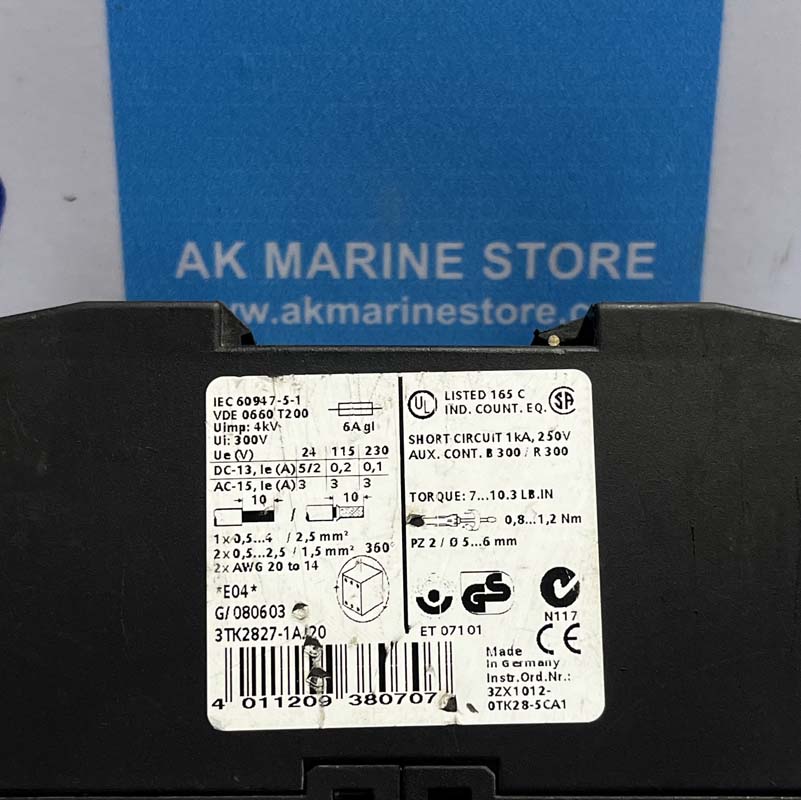 AK MARINE STORE
www.akmarinestore.co
IEC 60947-5-1
VDE 0660 T200
Uimp: 4kV
Ui: 300V
6A gl
Ue (V) 24 115 230
DC-13, Ie (A) 5/2 0,2 0,1
AC-15, Ie (A) 3 3 3
10 / 10
1x0,5...4 / 2,5 mm²
2x0,5...2,5 / 1,5 mm²
2x AWG 20 to 14
360°
*E04*
G/080603
3TK2827-1AJ20
4 011209 380707
UL LISTED 165 C
IND. CONT. EQ. SA
SHORT CIRCUIT 1kA, 250V
AUX. CONT. B 300 / R 300
TORQUE: 7...10.3 LB.IN
0,8...1,2 Nm
PZ 2 / Ø 5...6 mm
GS
N117
ET 07101
CE
Made
in Germany
Instr.Ord.Nr.:
3ZX1012-
0TK28-5CA1